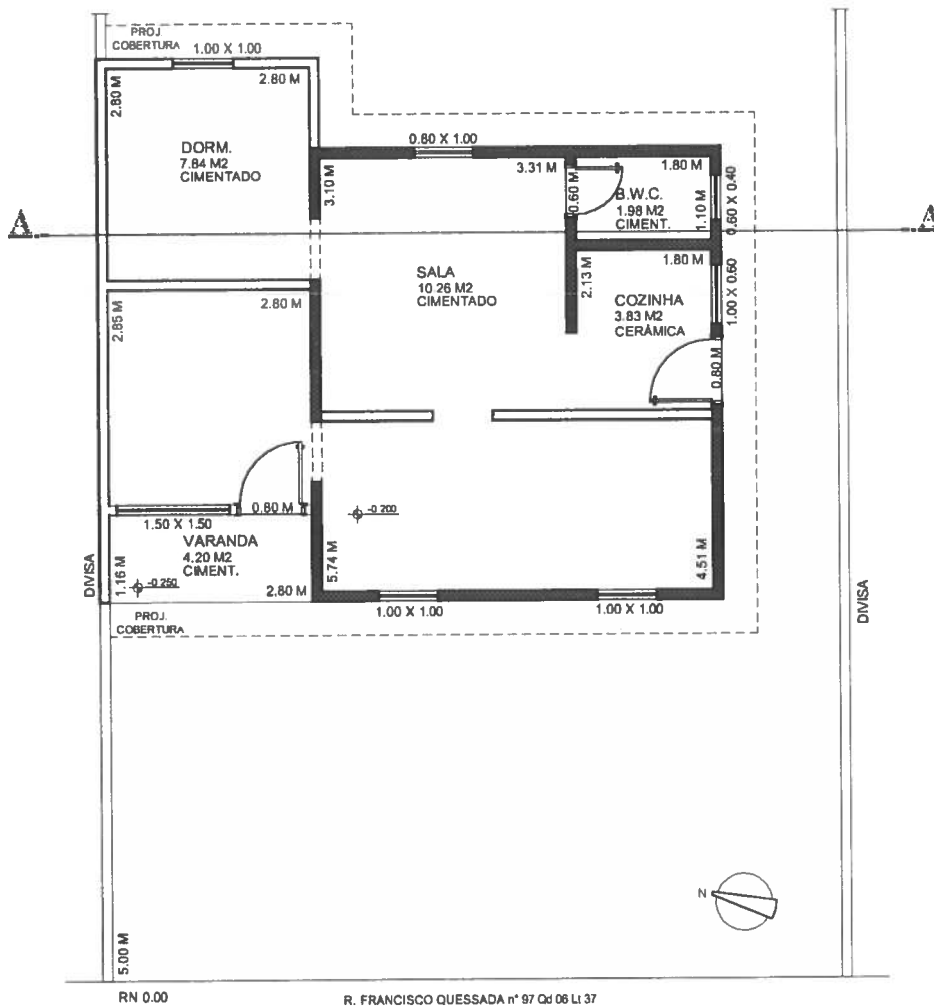 PROJ.
COBERTURA
1.00 X 1.00
2.80 M
2.80 M
DORM.
7.84 M2
CIMENTADO
0.80 X 1.00
3.10 M
3.31 M
0.60 M
1.80 M
B.W.C.
1.98 M2
CIMENT.
1.10 M
0.60 X 0.40
A
A
SALA
10.26 M2
CIMENTADO
2.13 M
1.80 M
COZINHA
3.83 M2
CERÂMICA
1.00 X 0.60
0.80 M
2.85 M
2.80 M
0.80 M
1.50 X 1.50
VARANDA
4.20 M2
CIMENT.
1.16 M
-0.250
2.80 M
-0.200
5.74 M
4.51 M
1.00 X 1.00
1.00 X 1.00
DIVISA
DIVISA
PROJ.
COBERTURA
N
5.00 M
RN 0.00
R. FRANCISCO QUESSADA n° 97 Qd 06 Lt 37